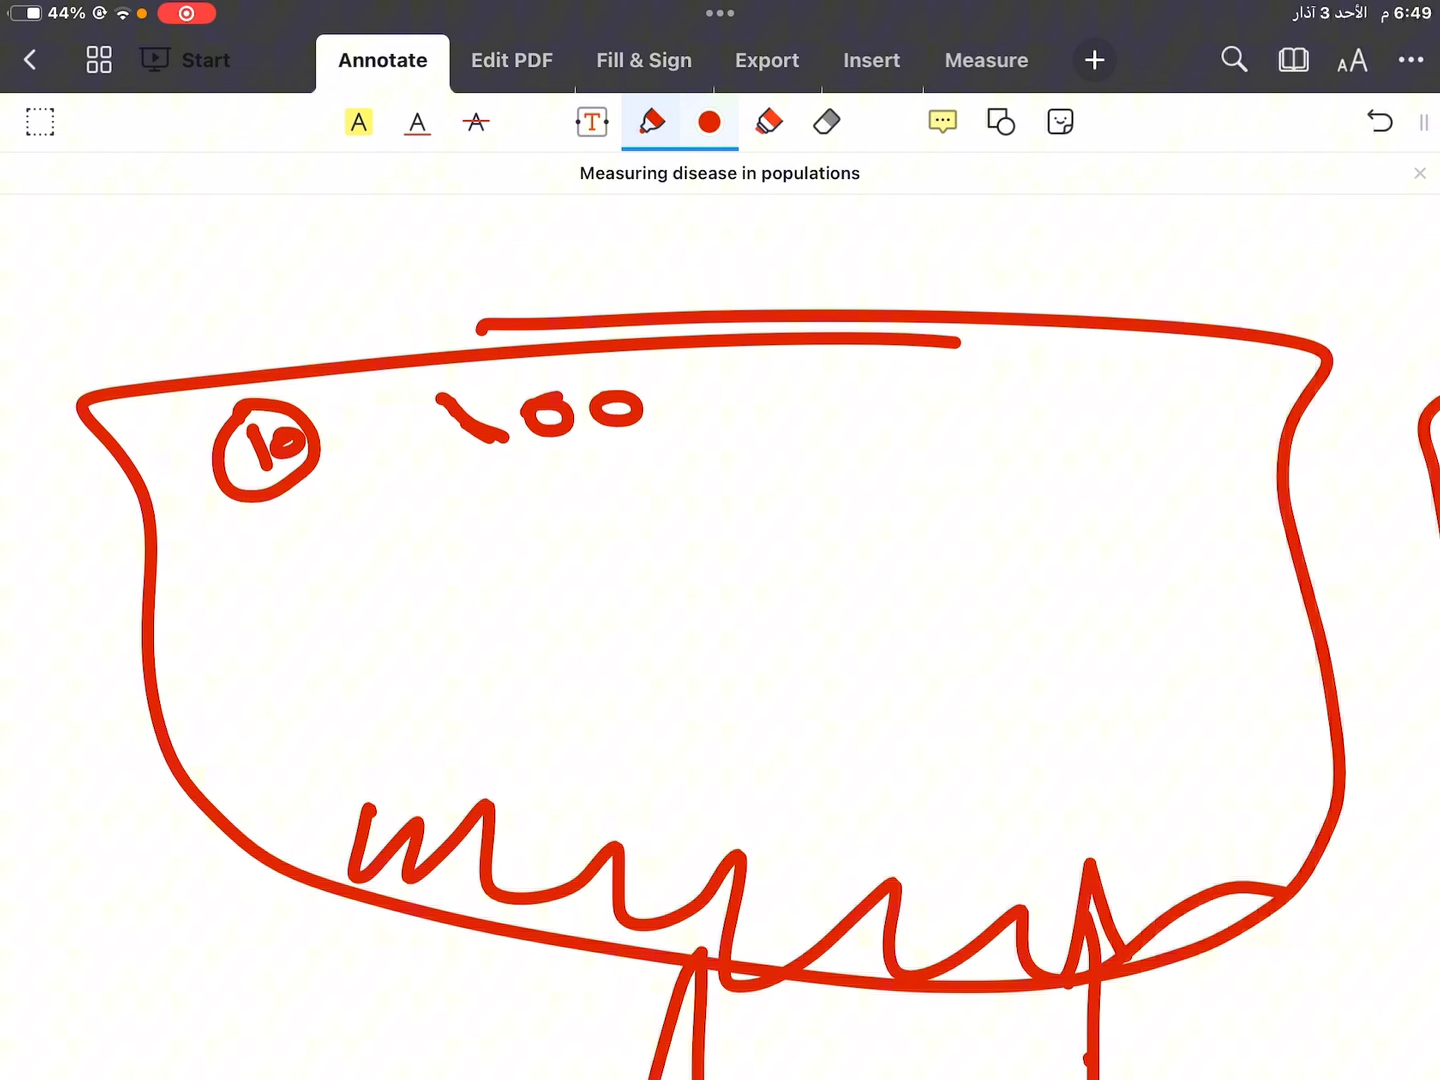 44% 6:49 م الأحد 3 آذار
Start Annotate Edit PDF Fill & Sign Export Insert Measure
A A A T AA
Measuring disease in populations
10 100